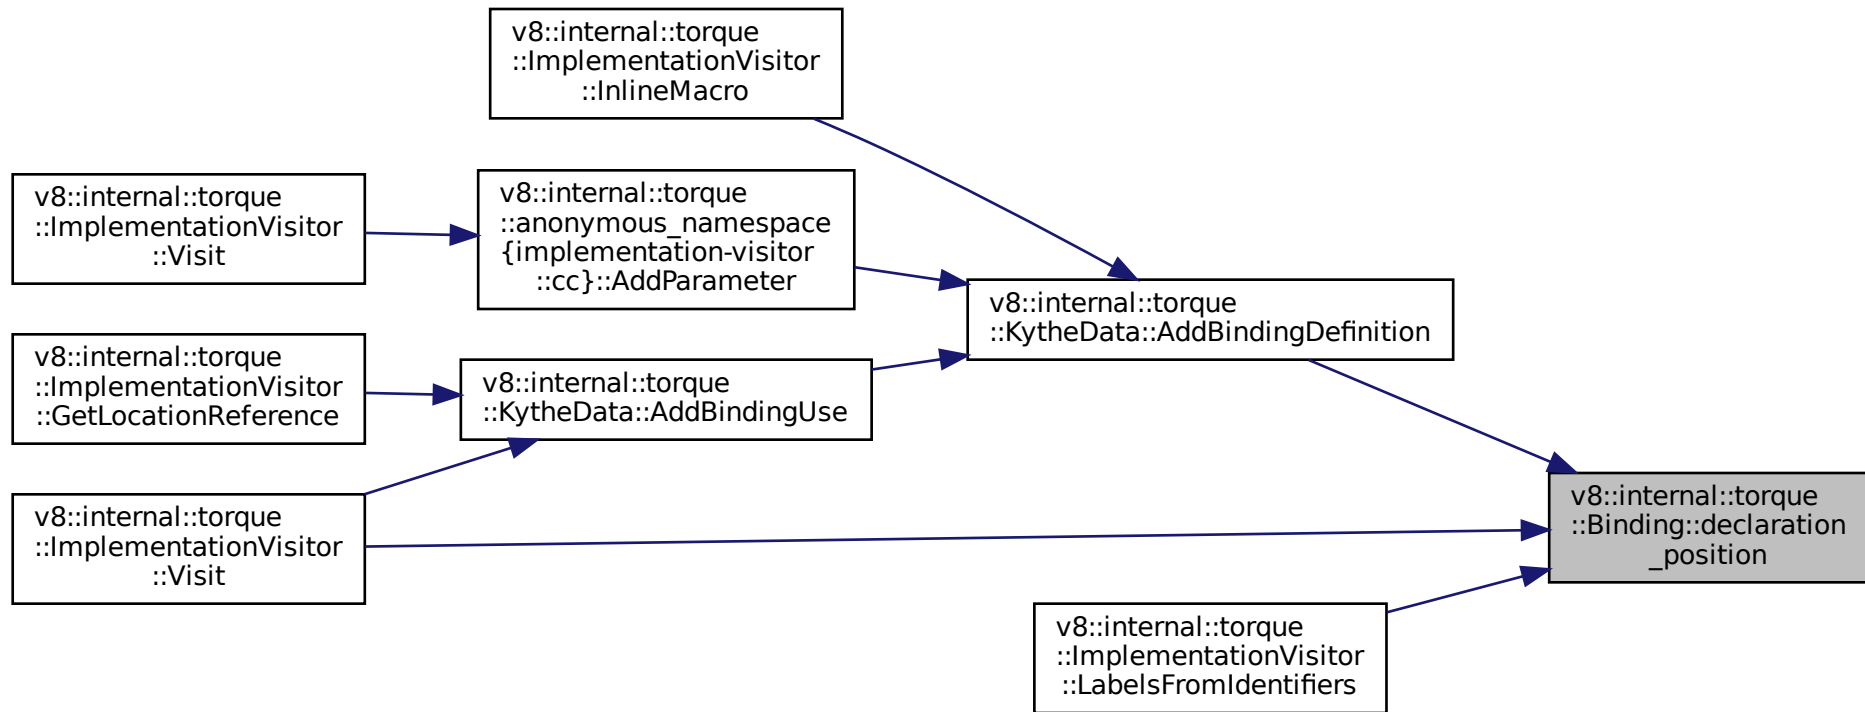 v8::internal::torque
::ImplementationVisitor
::InlineMacro
v8::internal::torque
::ImplementationVisitor
::Visit
v8::internal::torque
::anonymous_namespace
{implementation-visitor
::cc}::AddParameter
v8::internal::torque
::KytheData::AddBindingDefinition
v8::internal::torque
::ImplementationVisitor
::GetLocationReference
v8::internal::torque
::KytheData::AddBindingUse
v8::internal::torque
::ImplementationVisitor
::Visit
v8::internal::torque
::Binding::declaration
_position
v8::internal::torque
::ImplementationVisitor
::LabelsFromIdentifiers